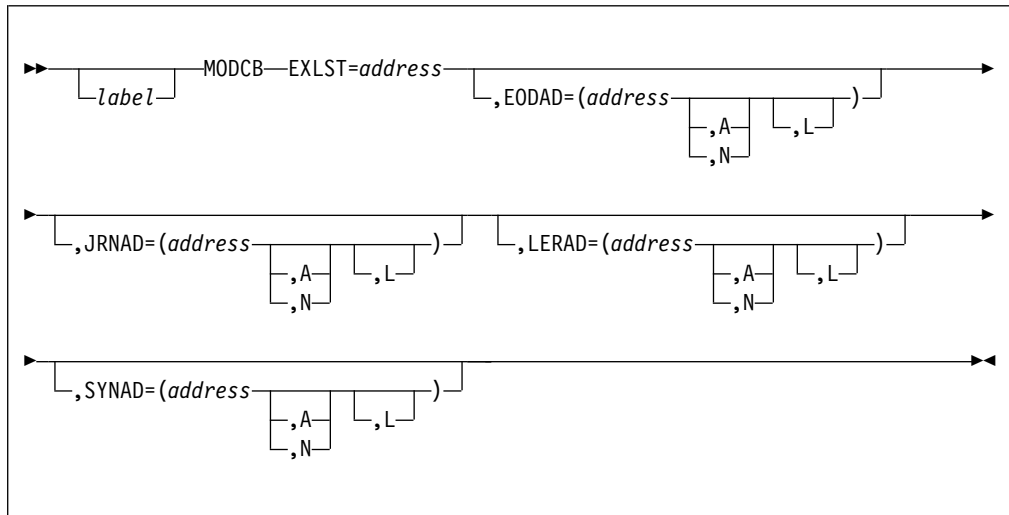 MODCB EXLST=address
label
,EODAD=(address )
,A ,L
,N
,JRNAD=(address ) ,LERAD=(address )
,A ,L ,A ,L
,N ,N
,SYNAD=(address )
,A ,L
,N